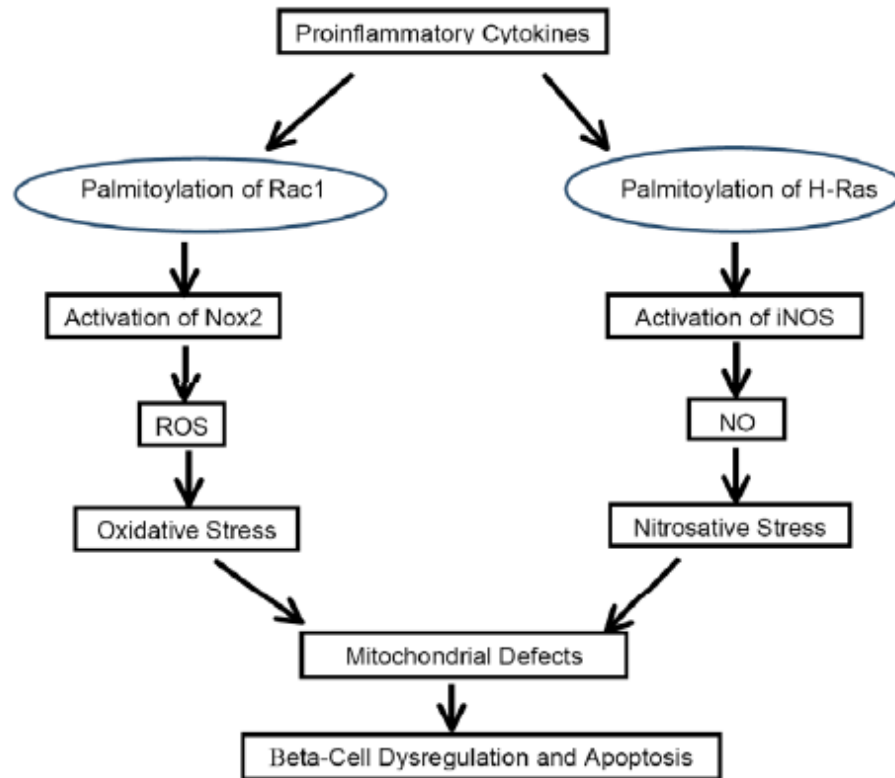 Proinflammatory Cytokines
Palmitoylation of Rac1
Palmitoylation of H-Ras
Activation of Nox2
Activation of iNOS
ROS
NO
Oxidative Stress
Nitrosative Stress
Mitochondrial Defects
Beta-Cell Dysregulation and Apoptosis